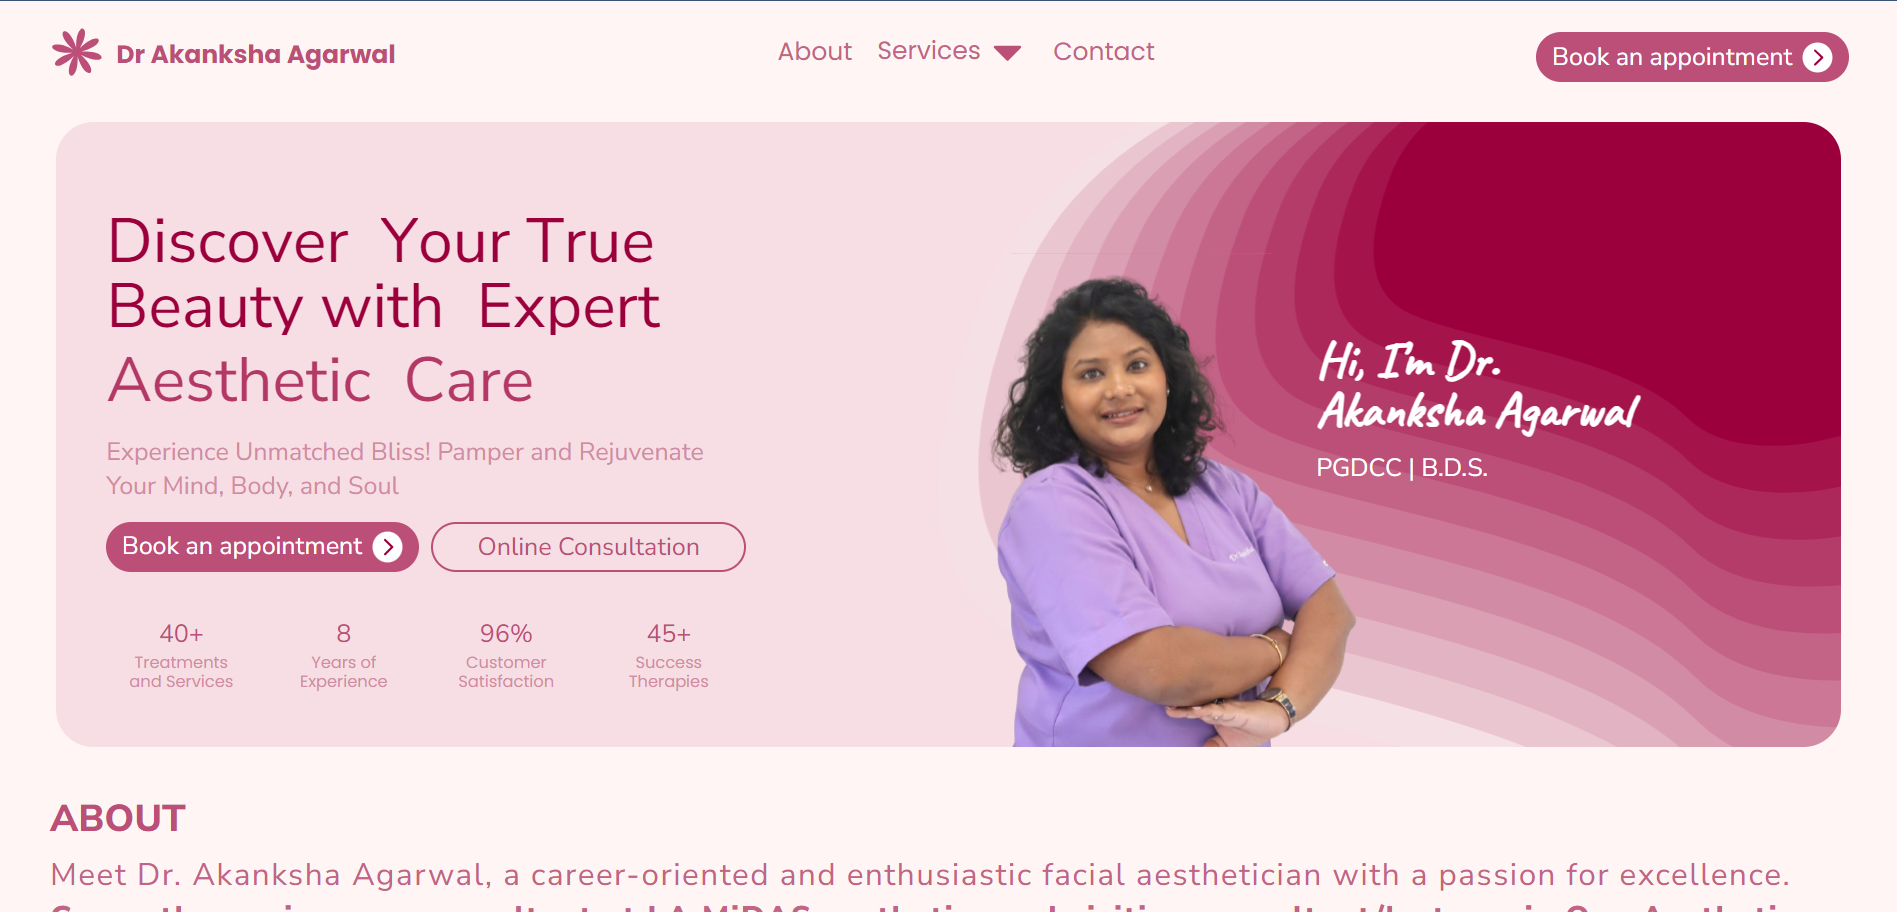 Dr Akanksha Agarwal
About Services Contact
Book an appointment
Discover Your True
Beauty with Expert
Aesthetic Care
Experience Unmatched Bliss! Pamper and Rejuvenate
Your Mind, Body, and Soul
Book an appointment
Online Consultation
40+
Treatments
and Services
8
Years of
Experience
96%
Customer
Satisfaction
45+
Success
Therapies
Hi, I'm Dr.
Akanksha Agarwal
PGDCC | B.D.S.
ABOUT
Meet Dr. Akanksha Agarwal, a career-oriented and enthusiastic facial aesthetician with a passion for excellence.